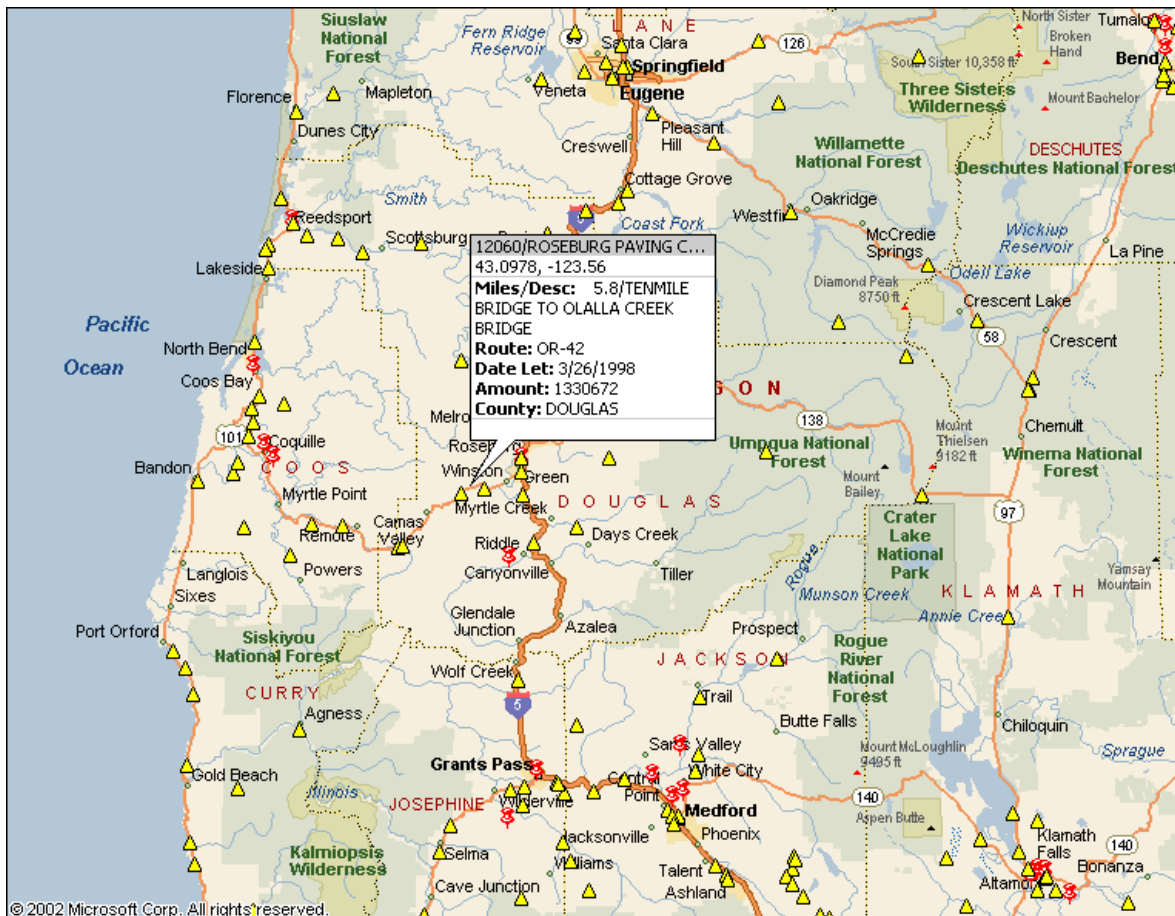 Siuslaw
National
Forest
Fern Ridge
Reservoir
LANE
99
Santa Clara
126
North Sister
Broken
Hand
Tumalo
Bend
Springfield
Eugene
South Sister 10,358 ft
Three Sisters
Wilderness
Mount Bachelor
Florence
Mapleton
Veneta
Dunes City
Creswell
Pleasant
Hill
Willamette
National Forest
DESCHUTES
Deschutes National Forest
Cottage Grove
Smith
Reedsport
Scottsburg
5
Coast Fork
Westfir
Oakridge
McCredie
Springs
Wickiup
Reservoir
La Pine
Lakeside
Odell Lake
Diamond Peak
8750 ft
Crescent Lake
12060/ROSEBURG PAVING C...
43.0978, -123.56
Miles/Desc: 5.8/TENMILE
BRIDGE TO OLALLA CREEK
BRIDGE
Route: OR-42
Date Let: 3/26/1998
Amount: 1330672
County: DOUGLAS
Pacific
Ocean
North Bend
Coos Bay
58
Crescent
GON
138
Mount
Thielsen
9182 ft
Chemult
101
Coquille
Umpqua National
Forest
Mount
Bailey
Winema National
Forest
Bandon
COOS
Winston
Green
Myrtle Point
Myrtle Creek
DOUGLAS
Camas
Valley
Remote
Riddle
Days Creek
Crater
Lake
National
Park
97
Langlois
Powers
Canyonville
Tiller
Rogue
Yamsay
Mountain
Sixes
Munson Creek
KLAMATH
Glendale
Junction
Azalea
Annie Creek
Port Orford
Siskiyou
National Forest
Prospect
Wolf Creek
JACKSON
Rogue
River
National
Forest
CURRY
5
Trail
Agness
Butte Falls
Chiloquin
Valley
Mount McLoughlin
9495 ft
Sprague
Gold Beach
Grants Pass
White City
Central
Point
Illinois
JOSEPHINE
Wilderville
140
Medford
Aspen Butte
Jacksonville
Phoenix
Klamath
Falls
140
Kalmiopsis
Wilderness
Selma
Williams
Talent
Bonanza
Cave Junction
Ashland
© 2002 Microsoft Corp. All rights reserved.